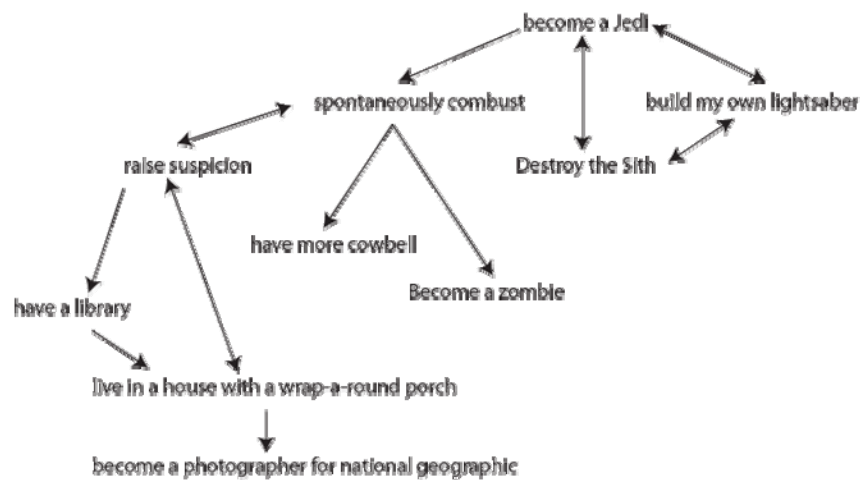 become a Jedi
spontaneously combust
build my own lightsaber
raise suspicion
Destroy the Sith
have more cowbell
Become a zombie
have a library
live in a house with a wrap-a-round porch
become a photographer for national geographic